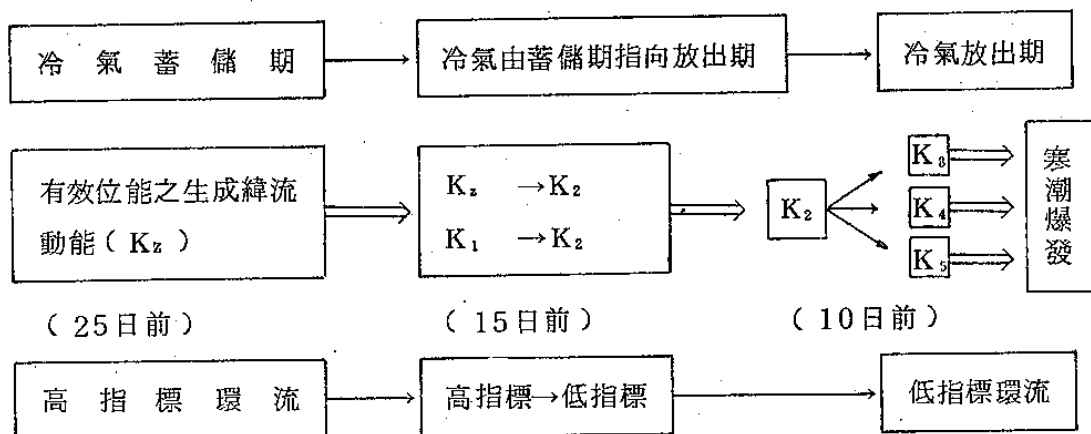 冷氣蓄儲期 → 冷氣由蓄儲期指向放出期 → 冷氣放出期
有效位能之生成緯流
動能（Kz）
Kz →K2
K1 →K2
K2
K3
K4
K5
寒潮爆發
（25日前） （15日前） （10日前）
高指標環流 → 高指標→低指標 → 低指標環流